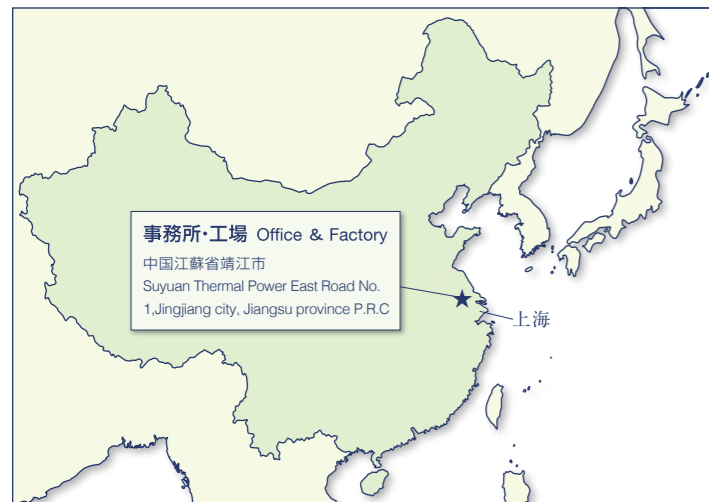 事務所・工場 Office & Factory
中国江蘇省靖江市
Suyuan Thermal Power East Road No.
1,Jingjiang city, Jiangsu province P.R.C
上海